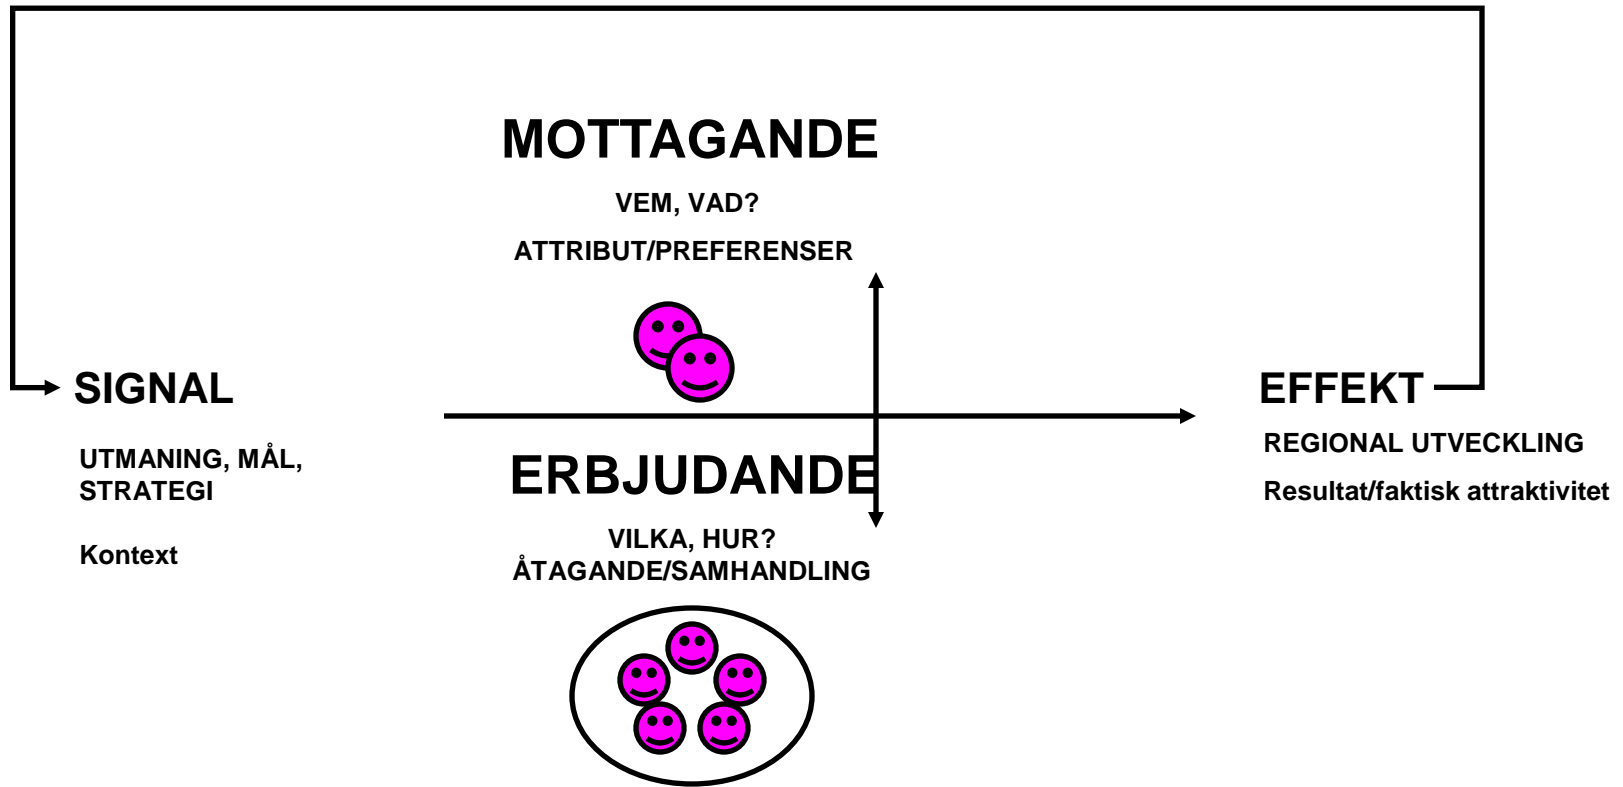 MOTTAGANDE
VEM, VAD?
ATTRIBUT/PREFERENSER
SIGNAL
UTMANING, MÅL,
STRATEGI
Kontext
ERBJUDANDE
VILKA, HUR?
ÅTAGANDE/SAMHANDLING
EFFEKT
REGIONAL UTVECKLING
Resultat/faktisk attraktivitet